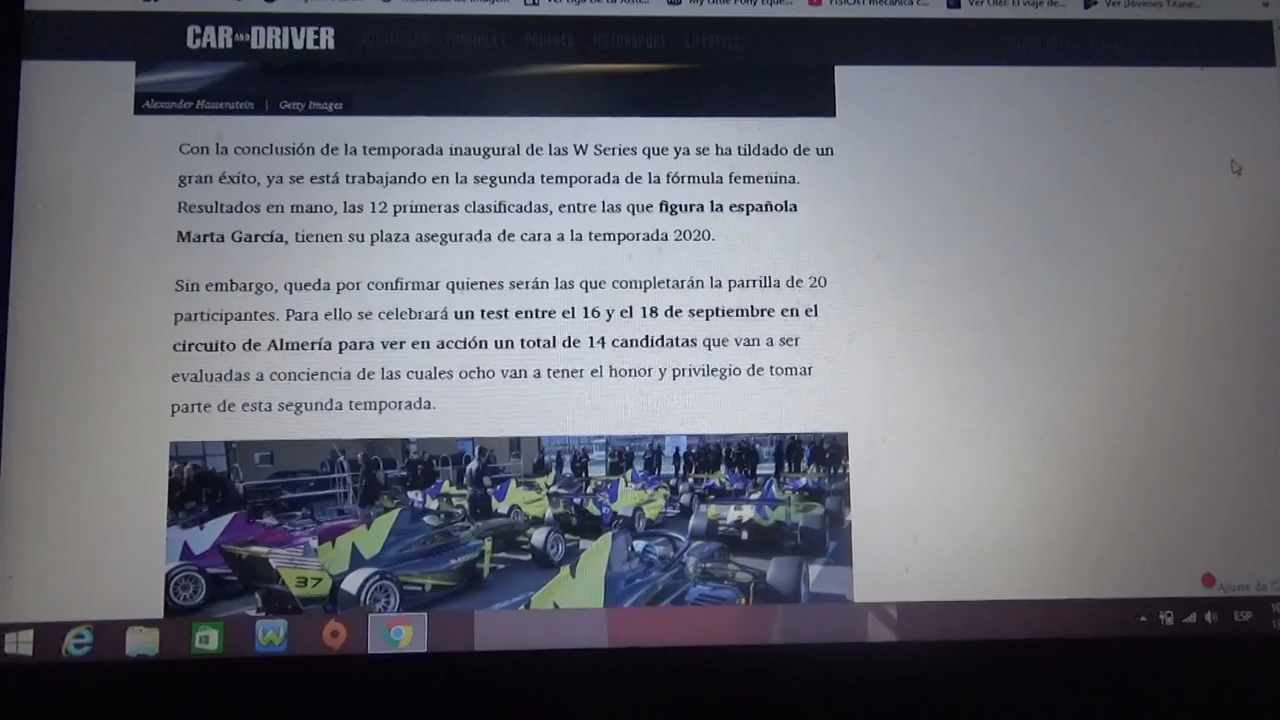 CAR AND DRIVER
MOTORSPORT
Alexander Hassenstein | Getty Images
Con la conclusión de la temporada inaugural de las W Series que ya se ha tildado de un
gran éxito, ya se está trabajando en la segunda temporada de la fórmula femenina.
Resultados en mano, las 12 primeras clasificadas, entre las que figura la española
Marta García, tienen su plaza asegurada de cara a la temporada 2020.
Sin embargo, queda por confirmar quienes serán las que completarán la parrilla de 20
participantes. Para ello se celebrará un test entre el 16 y el 18 de septiembre en el
circuito de Almería para ver en acción un total de 14 candidatas que van a ser
evaluadas a conciencia de las cuales ocho van a tener el honor y privilegio de tomar
parte de esta segunda temporada.
37
Ajuste de
ESP